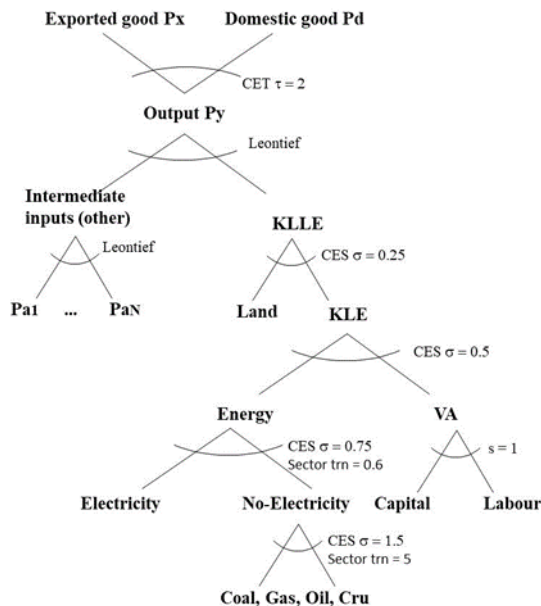 Exported good Px Domestic good Pd
CET τ = 2
Output Py
Leontief
Intermediate
inputs (other)
KLLE
Leontief
CES σ = 0.25
Pa1 ... PaN
Land KLE
CES σ = 0.5
Energy VA
CES σ = 0.75
Sector trn = 0.6
s = 1
Electricity No-Electricity Capital Labour
CES σ = 1.5
Sector trn = 5
Coal, Gas, Oil, Cru